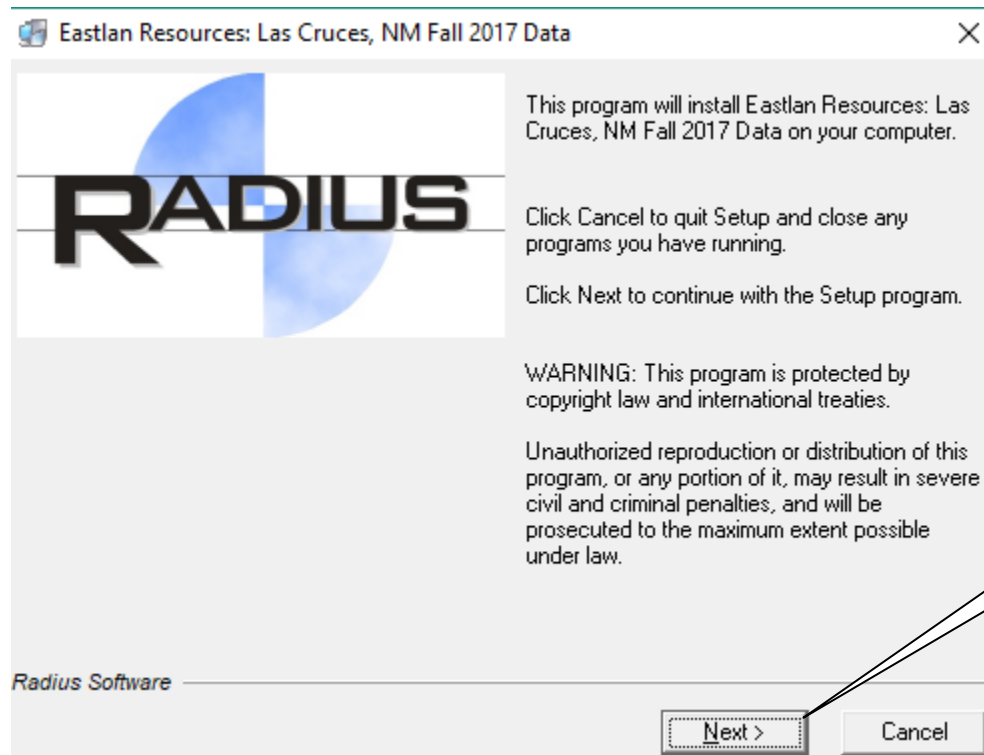 Eastlan Resources: Las Cruces, NM Fall 2017 Data
RADIUS
This program will install Eastlan Resources: Las
Cruces, NM Fall 2017 Data on your computer.
Click Cancel to quit Setup and close any
programs you have running.
Click Next to continue with the Setup program.
WARNING: This program is protected by
copyright law and international treaties.
Unauthorized reproduction or distribution of this
program, or any portion of it, may result in severe
civil and criminal penalties, and will be
prosecuted to the maximum extent possible
under law.
Radius Software
Next >
Cancel